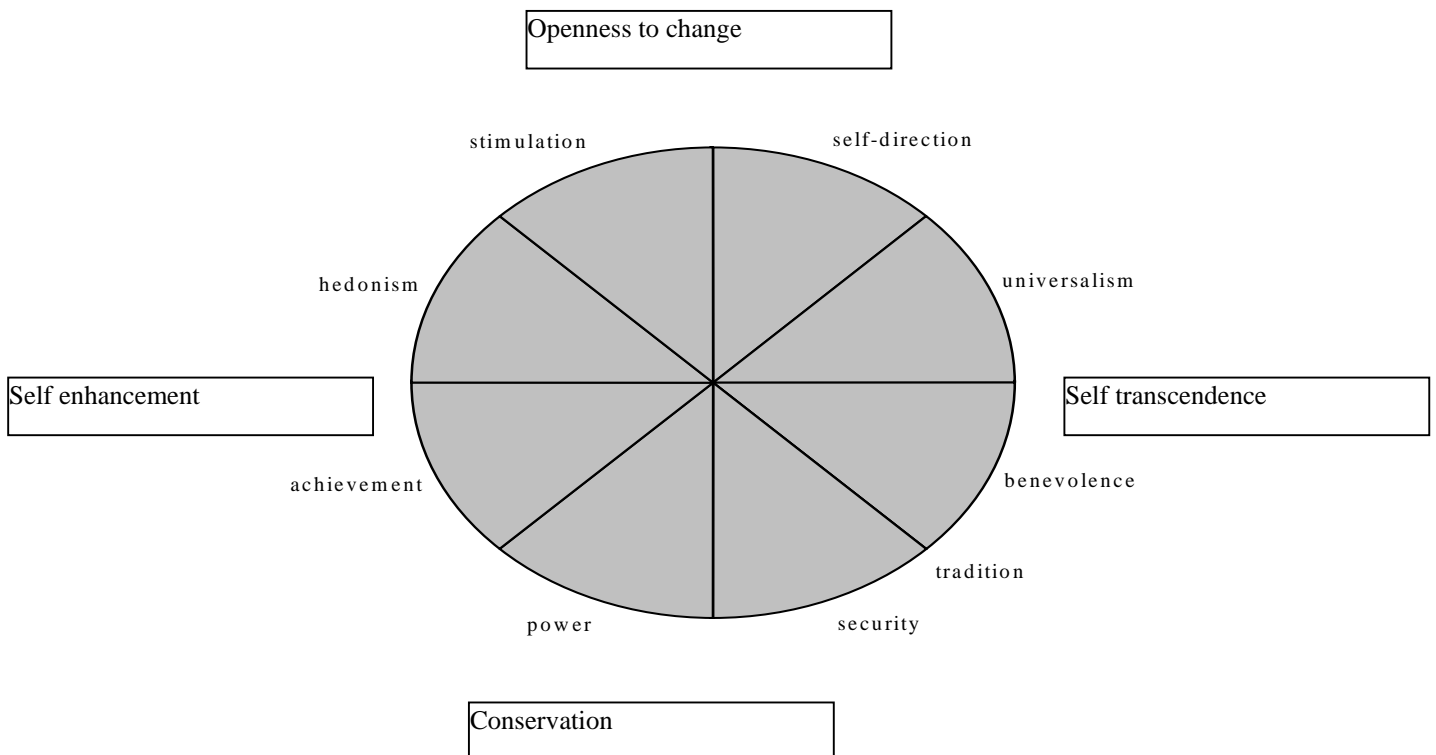 Openness to change
stimulation
self-direction
hedonism
universalism
Self enhancement
Self transcendence
achievement
benevolence
tradition
power
security
Conservation